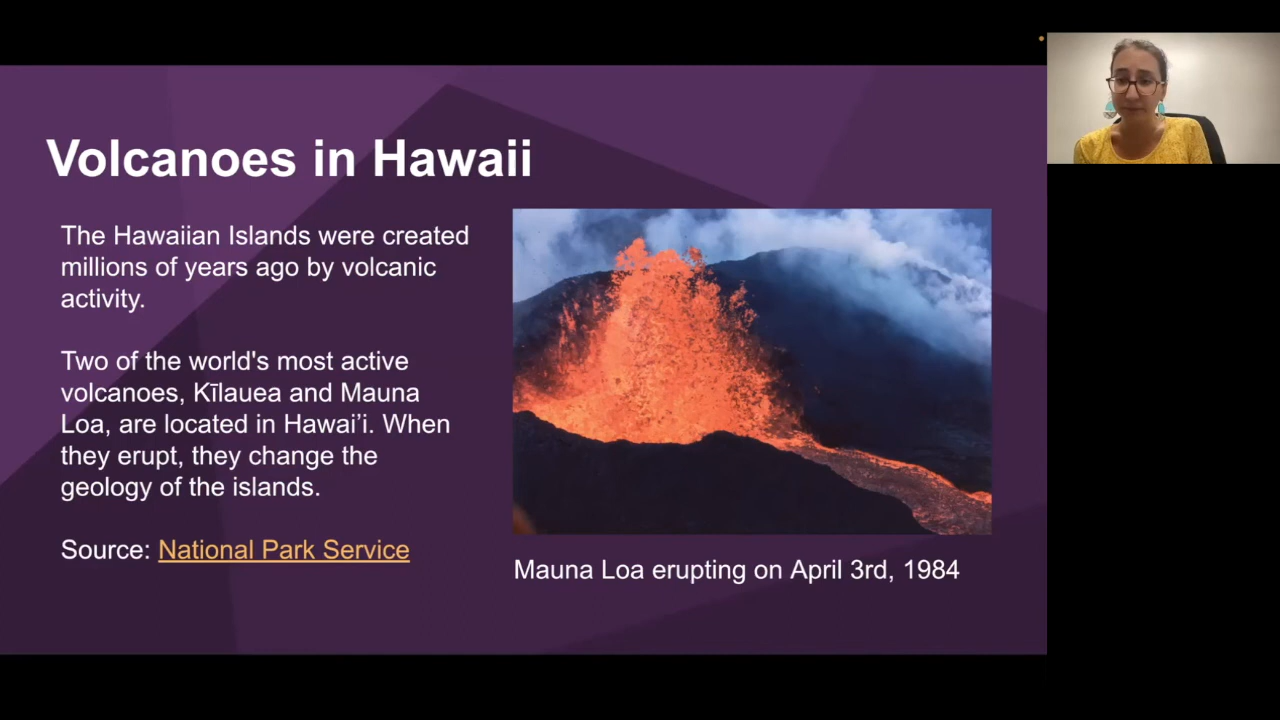 Volcanoes in Hawaii
The Hawaiian Islands were created
millions of years ago by volcanic
activity.
Two of the world's most active
volcanoes, Kīlauea and Mauna
Loa, are located in Hawai’i. When
they erupt, they change the
geology of the islands.
Source: National Park Service
Mauna Loa erupting on April 3rd, 1984